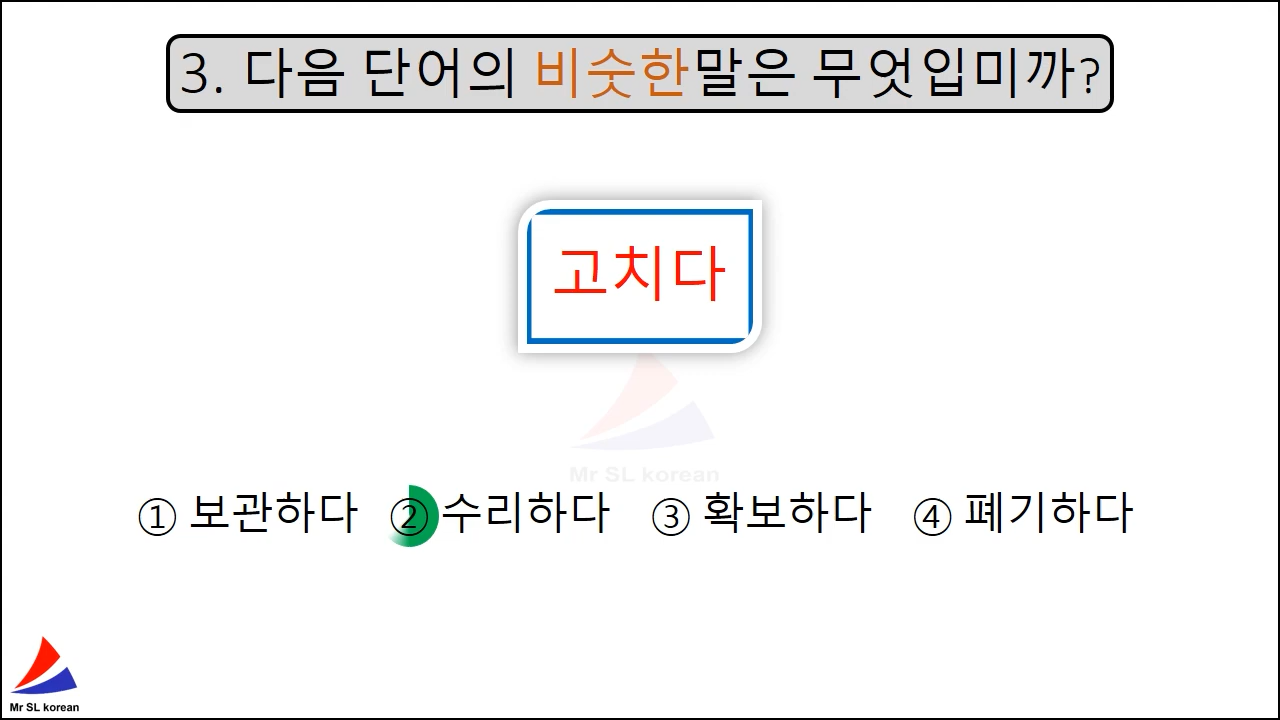 3. 다음 단어의 비슷한말은 무엇입미까?
고치다
Mr SL korean
① 보관하다 ② 수리하다 ③ 확보하다 ④ 폐기하다
Mr SL korean